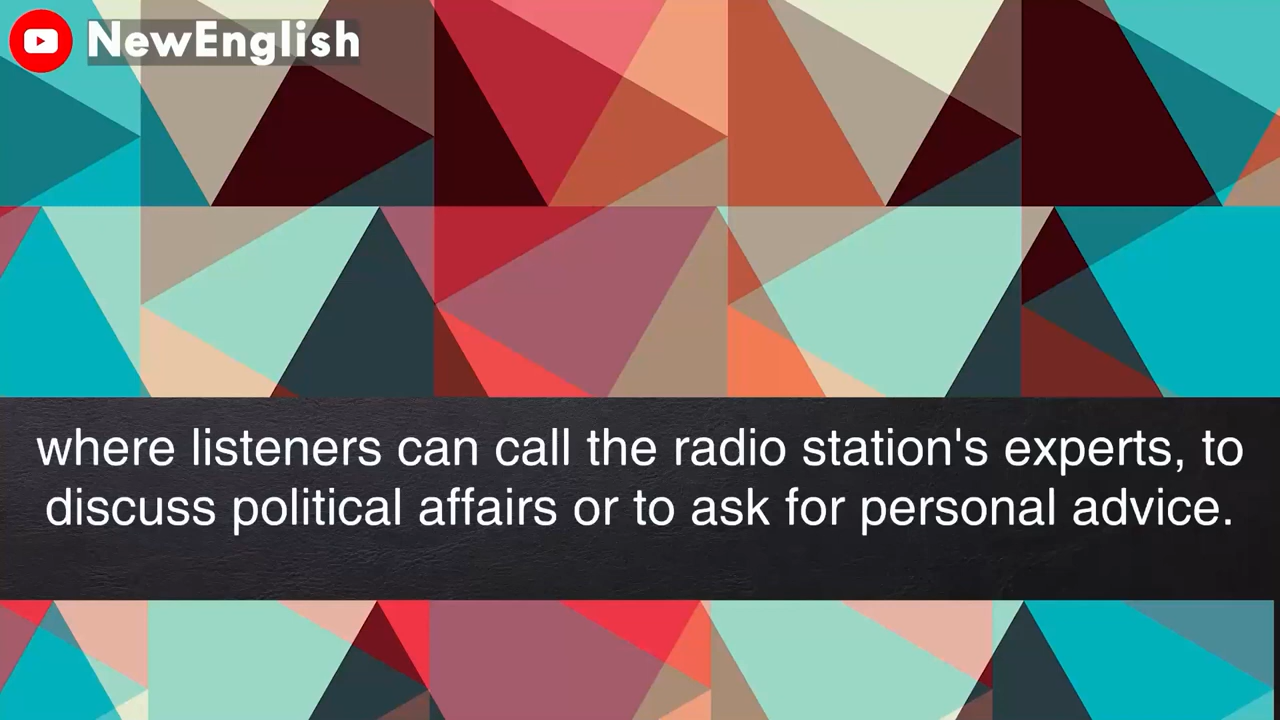 NewEnglish
where listeners can call the radio station's experts, to
discuss political affairs or to ask for personal advice.